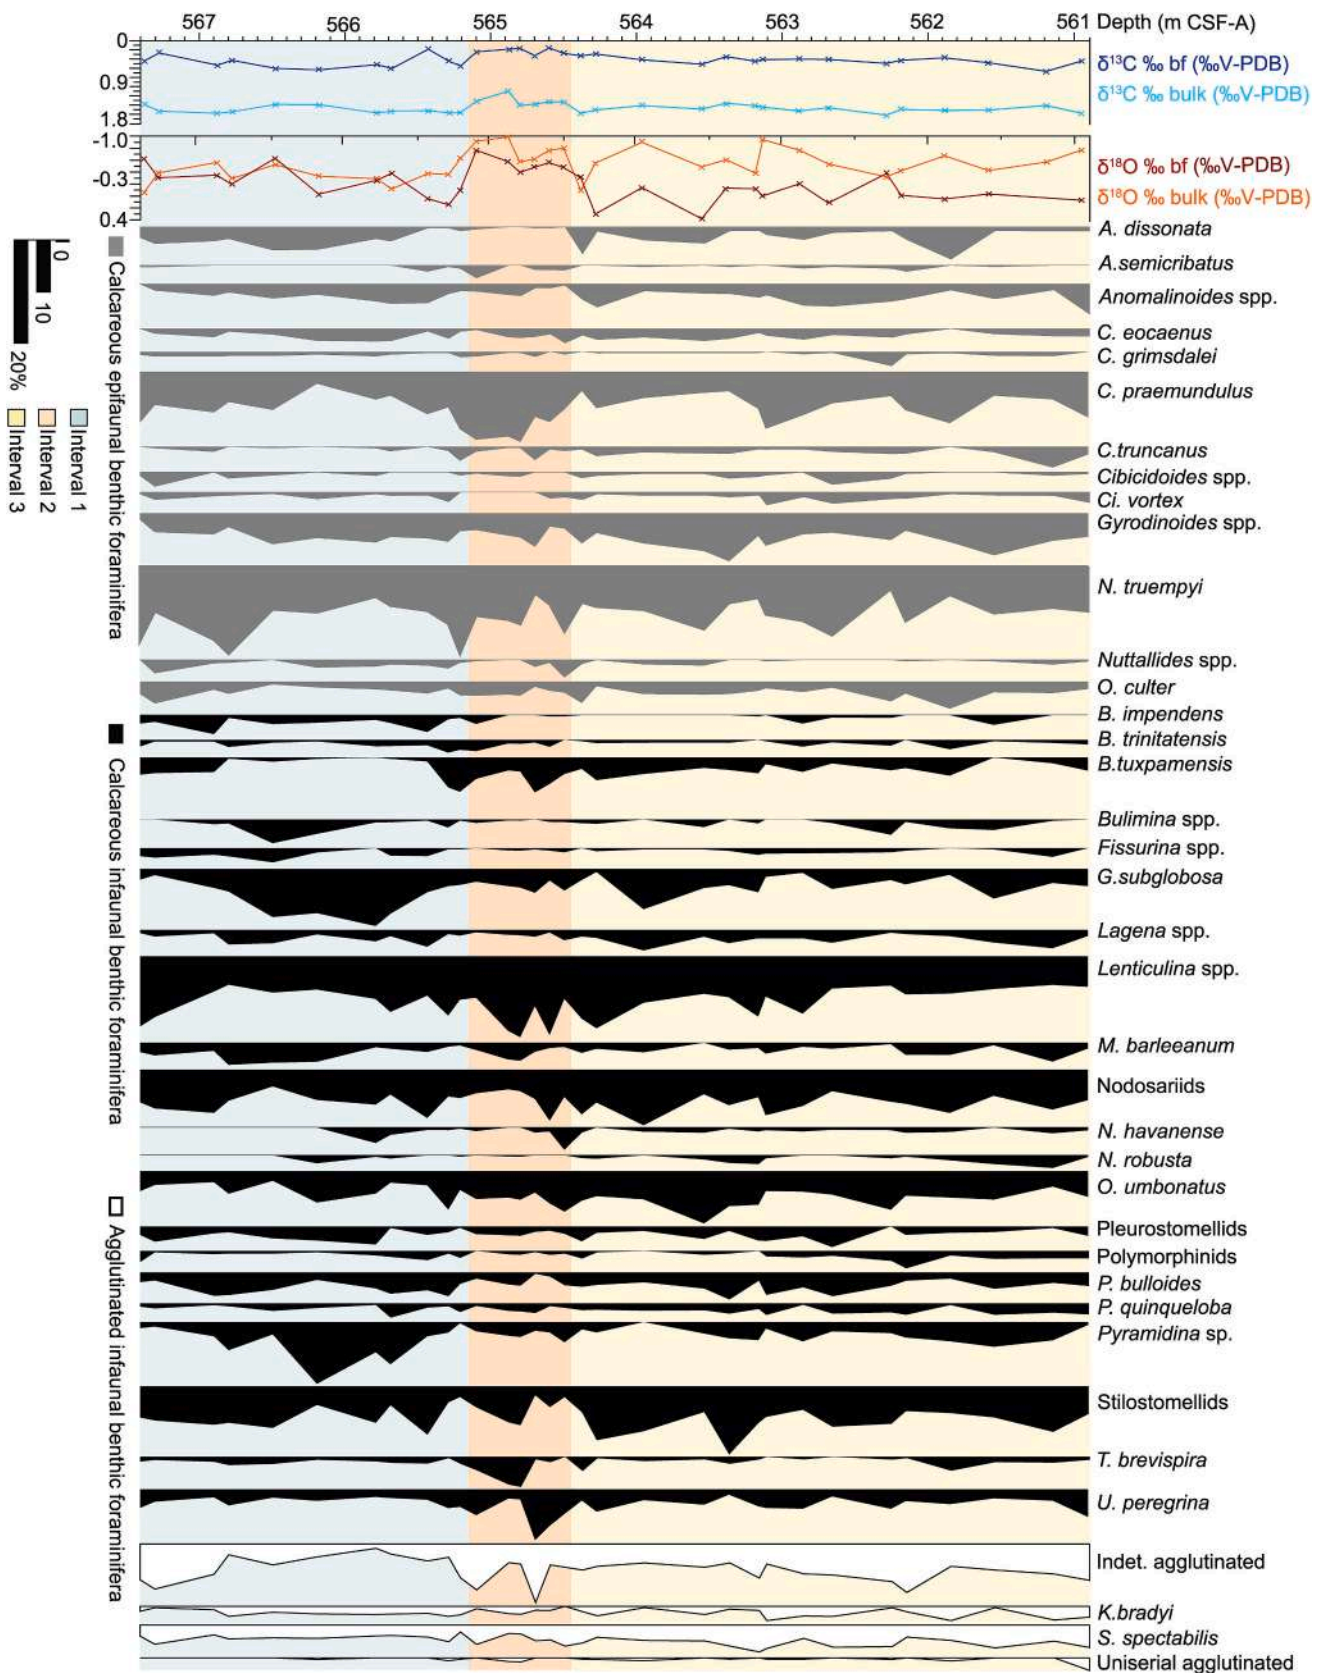 567 566 565 564 563 562 561 Depth (m CSF-A)
0
0.9
1.8
δ¹³C ‰ bf (‰V-PDB)
δ¹³C ‰ bulk (‰V-PDB)
-1.0
-0.3
0.4
δ¹⁸O ‰ bf (‰V-PDB)
δ¹⁸O ‰ bulk (‰V-PDB)
A. dissonata
A.semicribatus
Anomalinoides spp.
C. eocaenus
C. grimsdalei
C. praemundulus
C.truncanus
Cibicidoides spp.
Ci. vortex
Gyrodinoides spp.
N. truempyi
Nuttallides spp.
O. culter
B. impendens
B. trinitatensis
B.tuxpamensis
Bulimina spp.
Fissurina spp.
G.subglobosa
Lagena spp.
Lenticulina spp.
M. barleeanum
Nodosariids
N. havanense
N. robusta
O. umbonatus
Pleurostomellids
Polymorphinids
P. bulloides
P. quinqueloba
Pyramidina sp.
Stilostomellids
T. brevispira
U. peregrina
Indet. agglutinated
K.bradyi
S. spectabilis
Uniserial agglutinated
Calcareous epifaunal benthic foraminifera
Calcareous infaunal benthic foraminifera
Agglutinated infaunal benthic foraminifera
0
10
20%
Interval 1
Interval 2
Interval 3